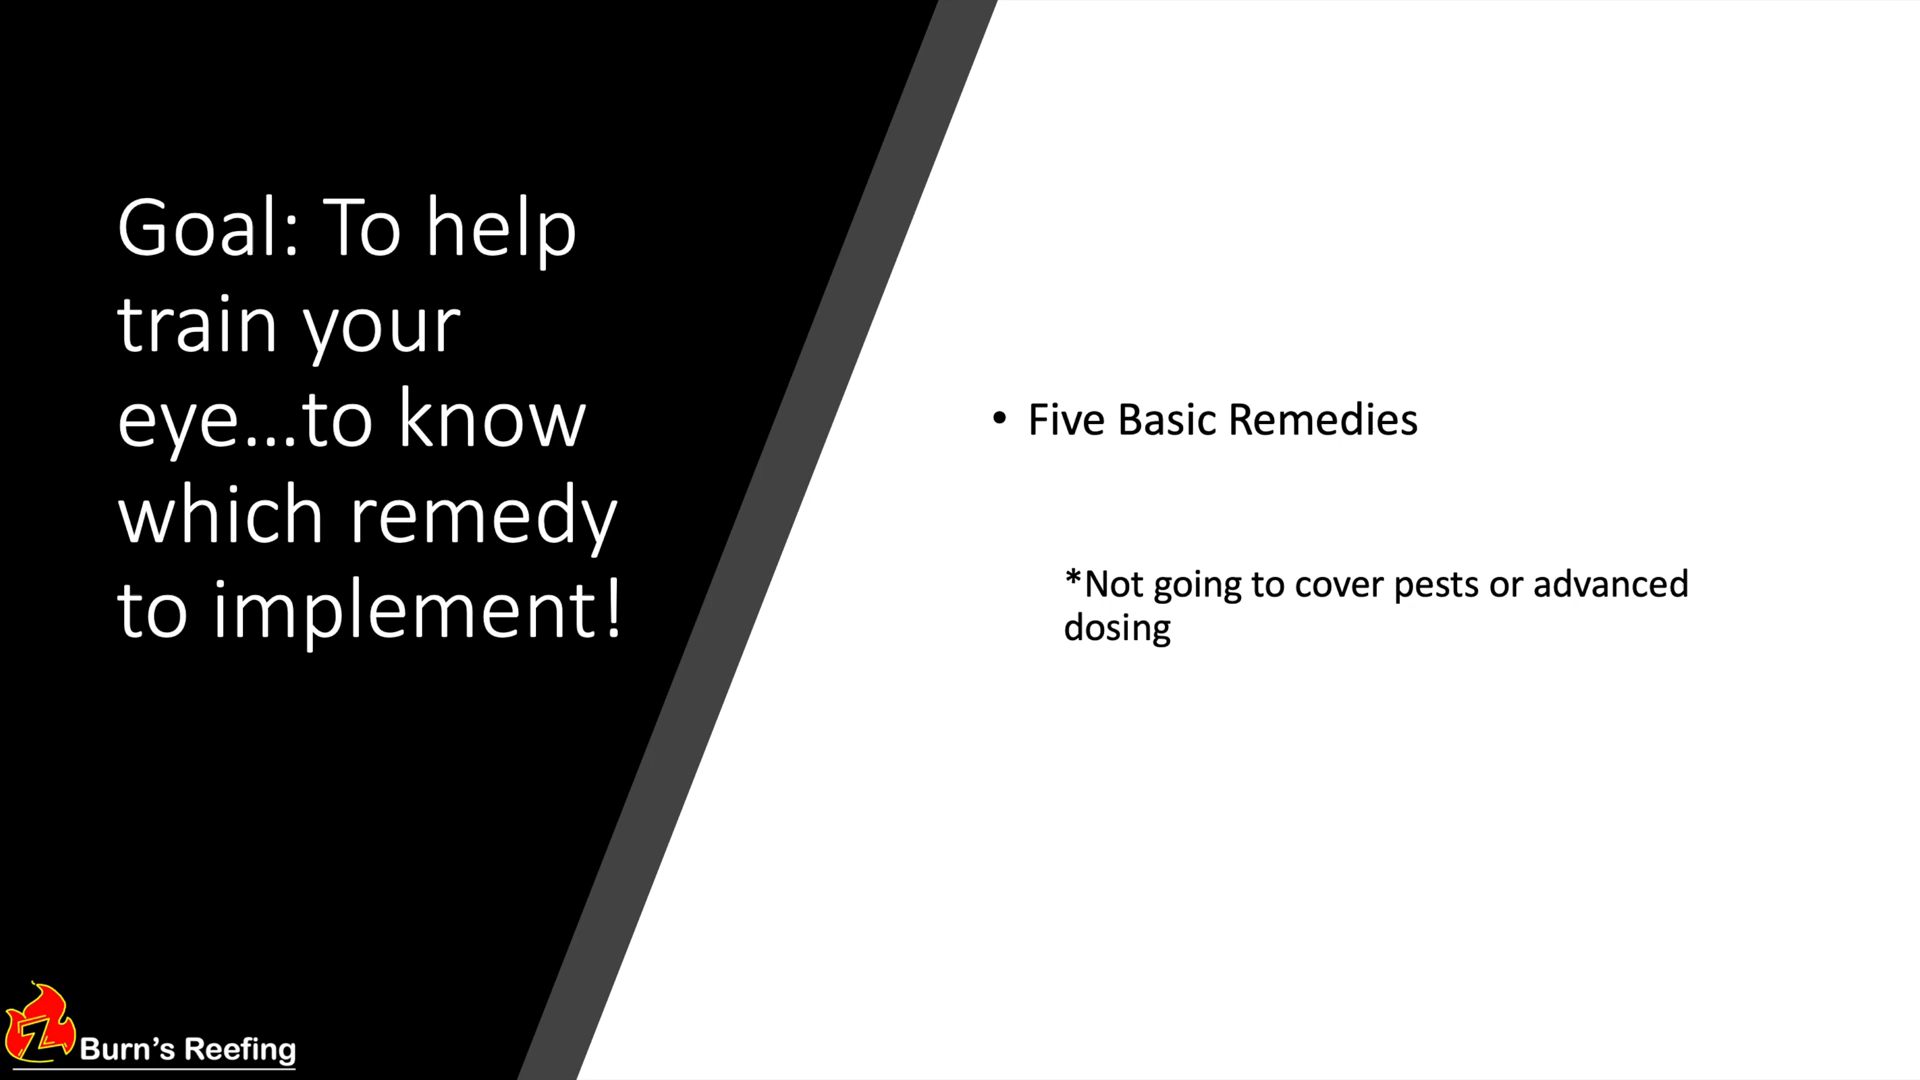 Goal: To help
train your
eye...to know
which remedy
to implement!
• Five Basic Remedies
*Not going to cover pests or advanced
dosing
Z Burn's Reefing